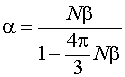 α = Nβ / (1 − (4π/3) Nβ)